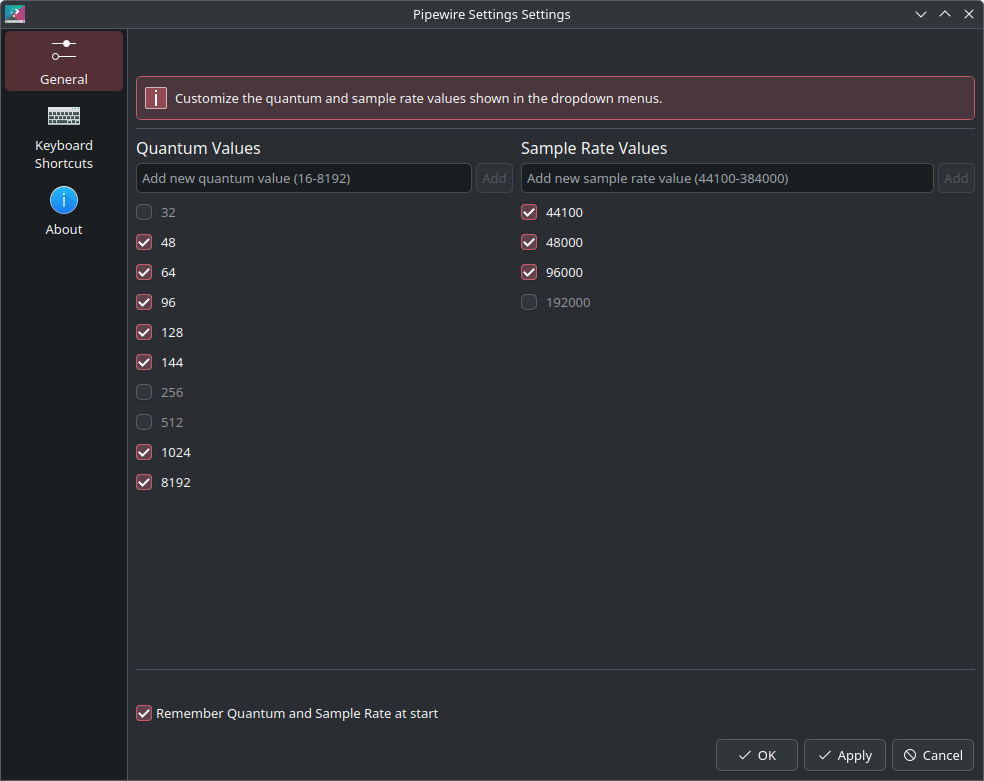 Pipewire Settings Settings
General
Keyboard
Shortcuts
About
Customize the quantum and sample rate values shown in the dropdown menus.
Quantum Values
Add new quantum value (16-8192)
Add
32
48
64
96
128
144
256
512
1024
8192
Sample Rate Values
Add new sample rate value (44100-384000)
Add
44100
48000
96000
192000
Remember Quantum and Sample Rate at start
OK
Apply
Cancel